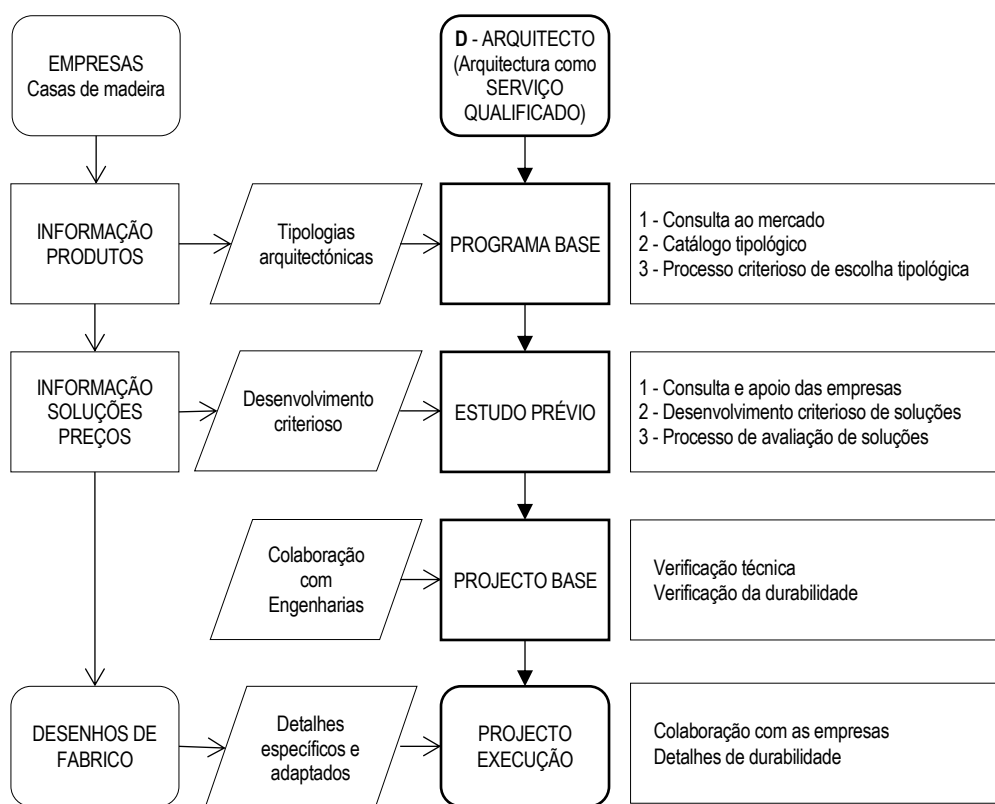 EMPRESAS
Casas de madeira
D - ARQUITECTO
(Arquitectura como
SERVIÇO
QUALIFICADO)
INFORMAÇÃO
PRODUTOS
Tipologias
arquitectónicas
PROGRAMA BASE
1 - Consulta ao mercado
2 - Catálogo tipológico
3 - Processo criterioso de escolha tipológica
INFORMAÇÃO
SOLUÇÕES
PREÇOS
Desenvolvimento
criterioso
ESTUDO PRÉVIO
1 - Consulta e apoio das empresas
2 - Desenvolvimento criterioso de soluções
3 - Processo de avaliação de soluções
Colaboração
com
Engenharias
PROJECTO BASE
Verificação técnica
Verificação da durabilidade
DESENHOS DE
FABRICO
Detalhes
específicos e
adaptados
PROJECTO
EXECUÇÃO
Colaboração com as empresas
Detalhes de durabilidade